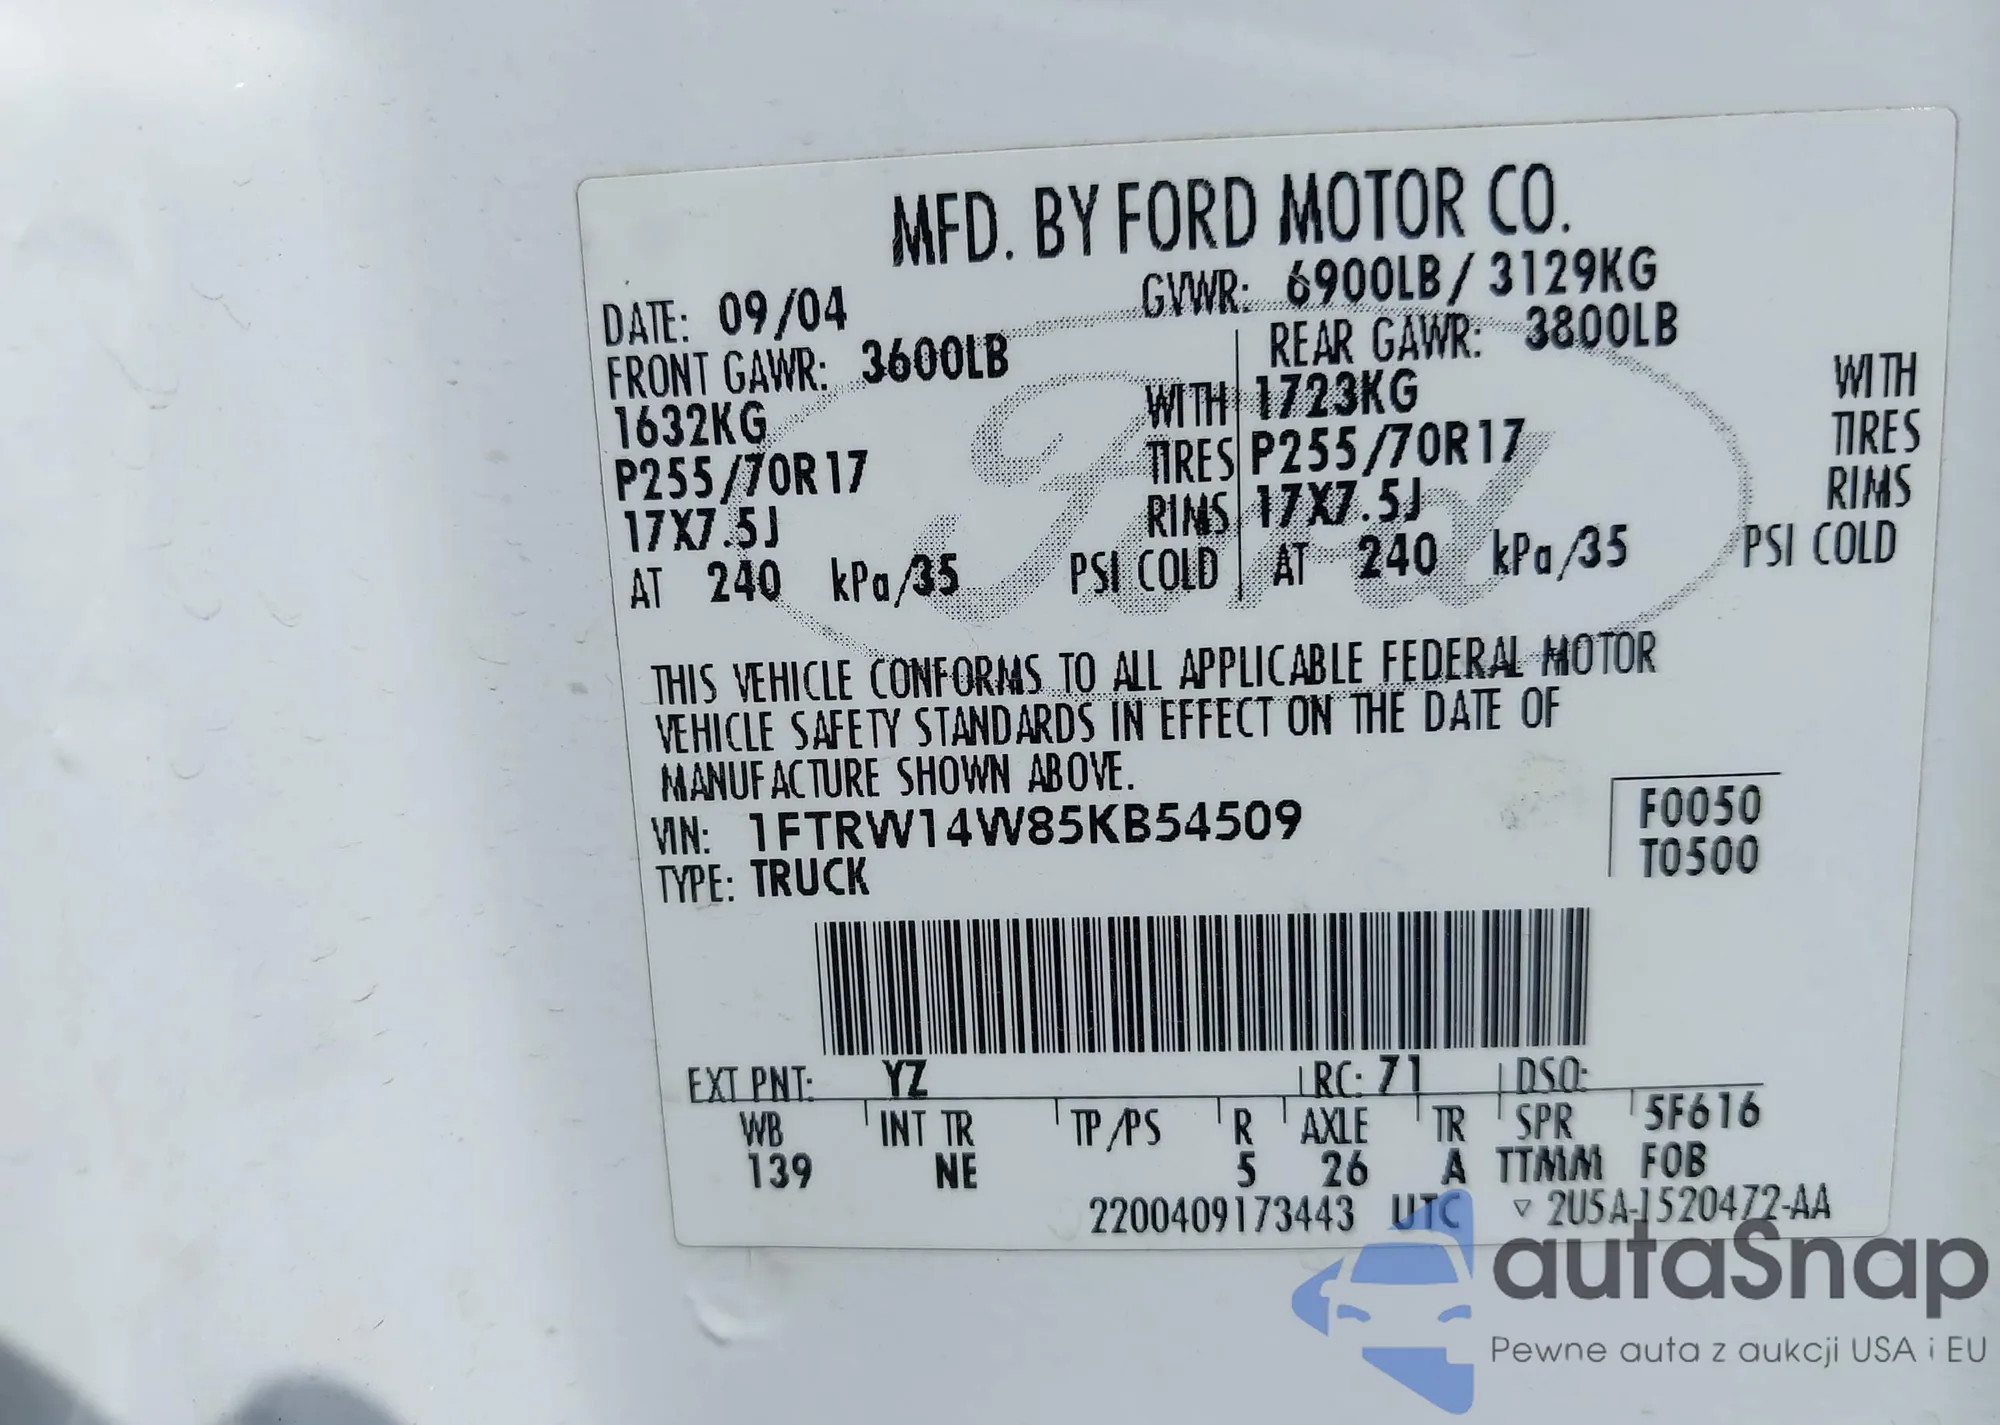 MFD. BY FORD MOTOR CO.
DATE: 09/04 GVWR: 6900LB/ 3129KG
FRONT GAWR: 3600LB REAR GAWR: 3800LB
1632KG WITH 1723KG WITH
P255/70R17 TIRES P255/70R17 TIRES
17X7.5J RIMS 17X7.5J RIMS
AT 240 kPa/35 PSI COLD AT 240 kPa/35 PSI COLD
Ford
THIS VEHICLE CONFORMS TO ALL APPLICABLE FEDERAL MOTOR
VEHICLE SAFETY STANDARDS IN EFFECT ON THE DATE OF
MANUFACTURE SHOWN ABOVE.
VIN: 1FTRW14W85KB54509 F0050
TYPE: TRUCK T0500
EXT PNT: YZ RC: 71 DSO:
WB INT TR TP/PS R AXLE TR SPR 5F616
139 NE 5 26 A TTMM FOB
2200409173443 UTC ▽ 2U5A-1520472-AA
autaSnap
Pewne auta z aukcji USA i EU